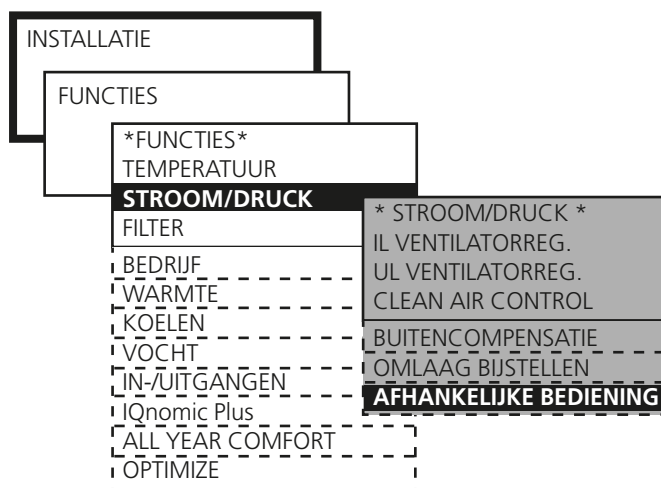 INSTALLATIE
FUNCTIES
*FUNCTIES*
TEMPERATUUR
STROOM/DRUCK
FILTER
BEDRIJF
WARMTE
KOELEN
VOCHT
IN-/UITGANGEN
IQnomic Plus
ALL YEAR COMFORT
OPTIMIZE
* STROOM/DRUCK *
IL VENTILATORREG.
UL VENTILATORREG.
CLEAN AIR CONTROL
BUITENCOMPENSATIE
OMLAAG BIJSTELLEN
AFHANKELIJKE BEDIENING